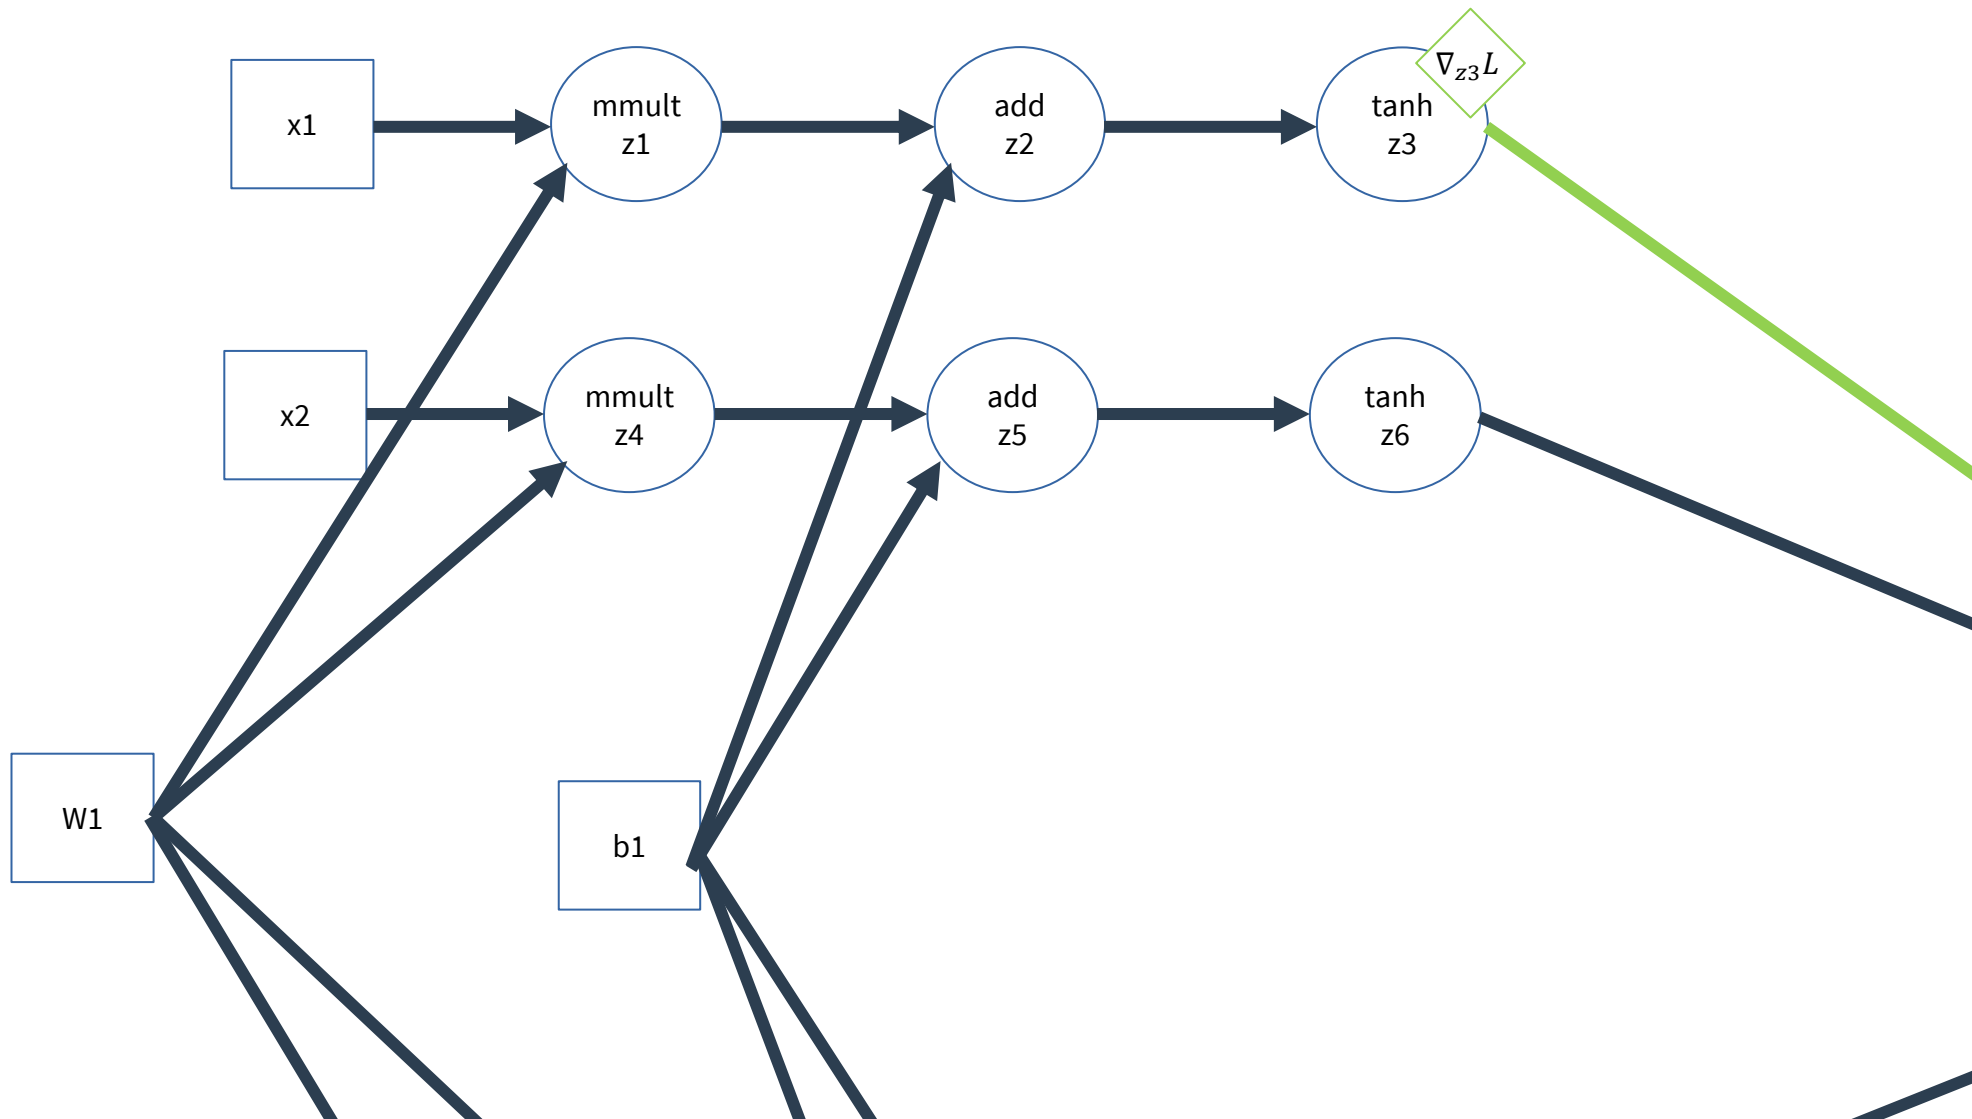 x1
mmult
z1
add
z2
tanh
z3
∇z3L
x2
mmult
z4
add
z5
tanh
z6
W1
b1